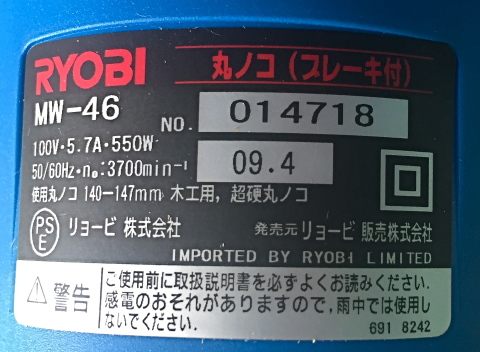 RYOBI 丸ノコ(ブレーキ付)
MW-46 NO. 014718
100V・5.7A・550W
50/60Hz・n₀:3700min⁻¹ 09.4
使用丸ノコ 140-147mm 木工用，超硬丸ノコ
PSE リョービ 株式会社 発売元 リョービ 販売株式会社
IMPORTED BY RYOBI LIMITED
警告 ご使用前に取扱説明書を必ずよくお読みください。
感電のおそれがありますので，雨中では使用し
ないでください。
691 8242